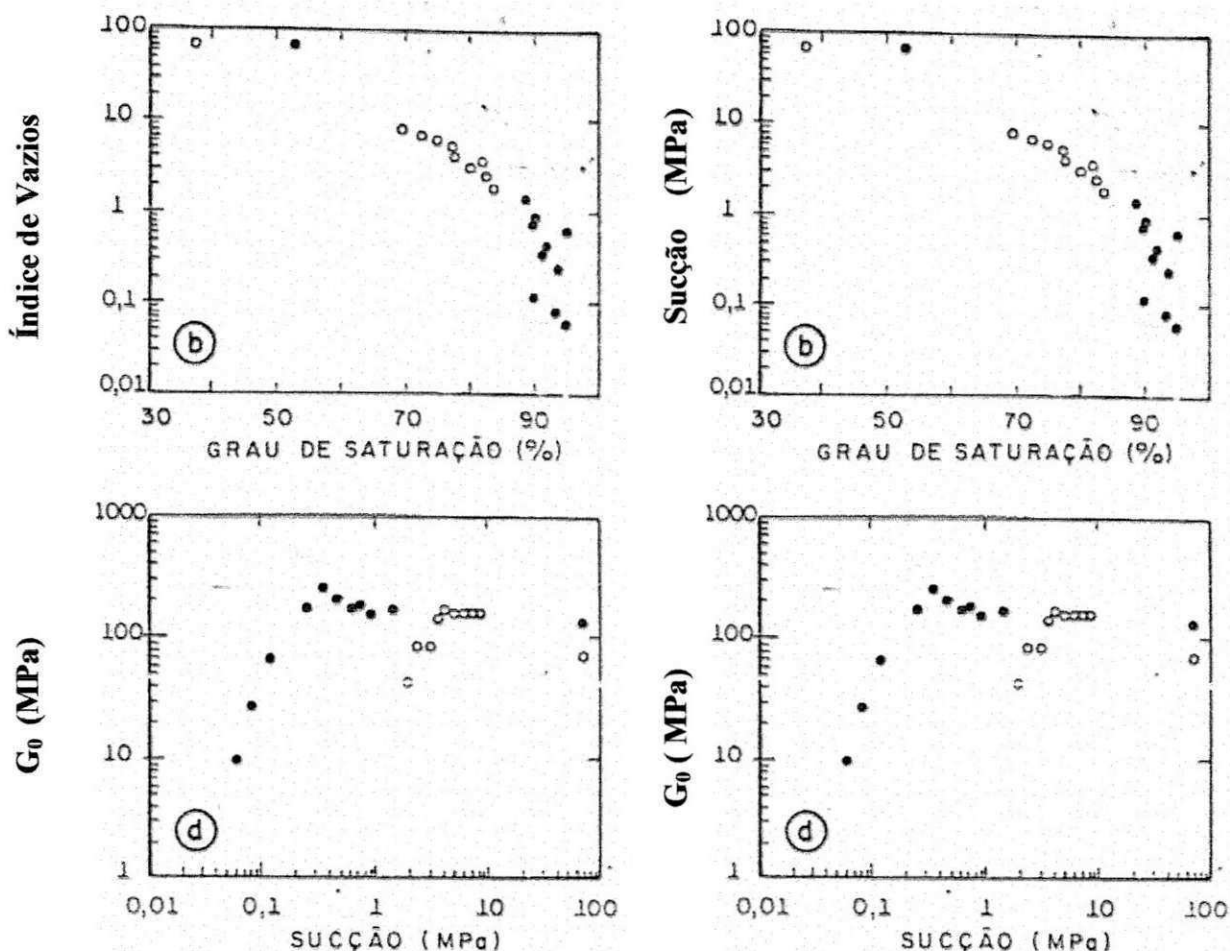 Índice de Vazios
100
10
1
0,1
0,01
b
30 50 70 90
GRAU DE SATURAÇÃO (%)
Sucção (MPa)
100
10
1
0,1
0,01
b
30 50 70 90
GRAU DE SATURAÇÃO (%)
G₀ (MPa)
1000
100
10
1
d
0,01 0,1 1 10 100
SUCÇÃO (MPa)
G₀ ( MPa)
1000
100
10
1
d
0,01 0,1 1 10 100
SUCÇÃO (MPa)